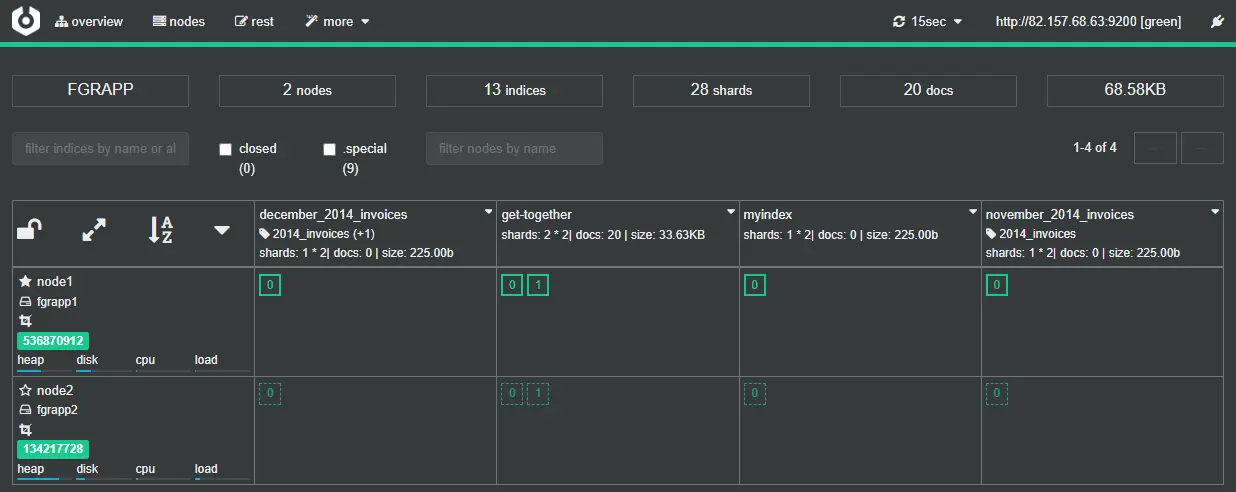 overview nodes rest more 15sec http://82.157.68.63:9200 [green]
FGRAPP 2 nodes 13 indices 28 shards 20 docs 68.58KB
filter indices by name or al closed .special filter nodes by name 1-4 of 4
(0) (9)
december_2014_invoices get-together myindex november_2014_invoices
2014_invoices (+1) shards: 2 * 2| docs: 20 | size: 33.63KB shards: 1 * 2| docs: 0 | size: 225.00b 2014_invoices
shards: 1 * 2| docs: 0 | size: 225.00b shards: 1 * 2| docs: 0 | size: 225.00b
A
Z
node1 0 0 1 0 0
fgrapp1
536870912
heap disk cpu load
node2 0 0 1 0 0
fgrapp2
134217728
heap disk cpu load